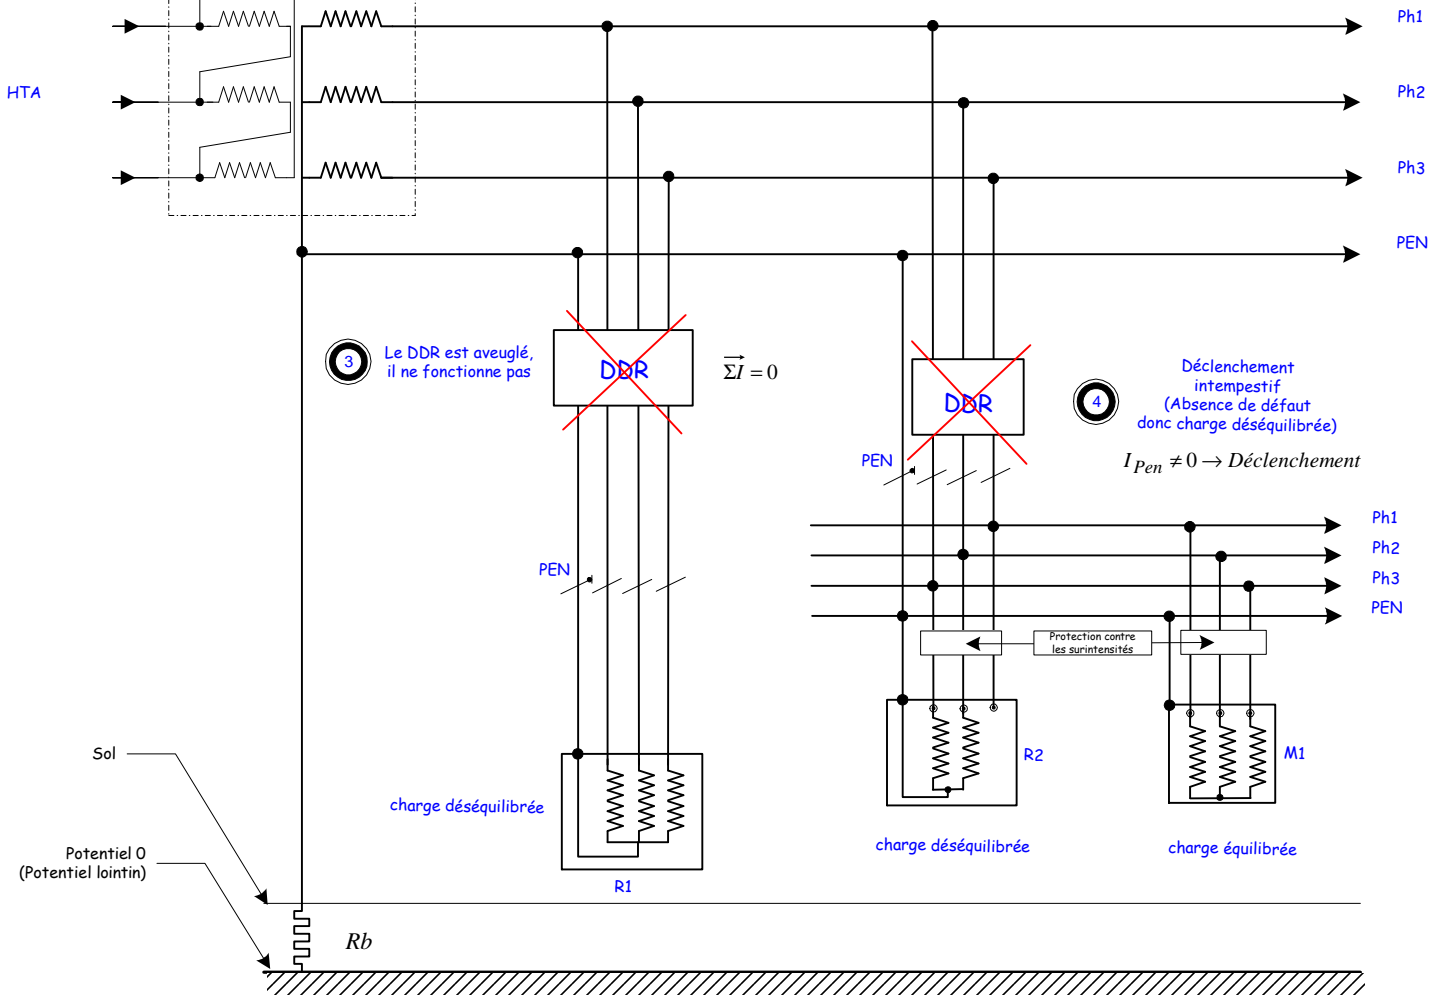 Ph1
HTA
Ph2
Ph3
PEN
3
Le DDR est aveuglé,
il ne fonctionne pas
DDR
ΣI = 0
DDR
4
Déclenchement
intempestif
(Absence de défaut
donc charge déséquilibrée)
I Pen ≠ 0 → Déclenchement
PEN
PEN
Ph1
Ph2
Ph3
PEN
Protection contre
les surintensités
Sol
R2
M1
charge déséquilibrée
charge déséquilibrée
charge équilibrée
Potentiel 0
(Potentiel lointin)
R1
Rb